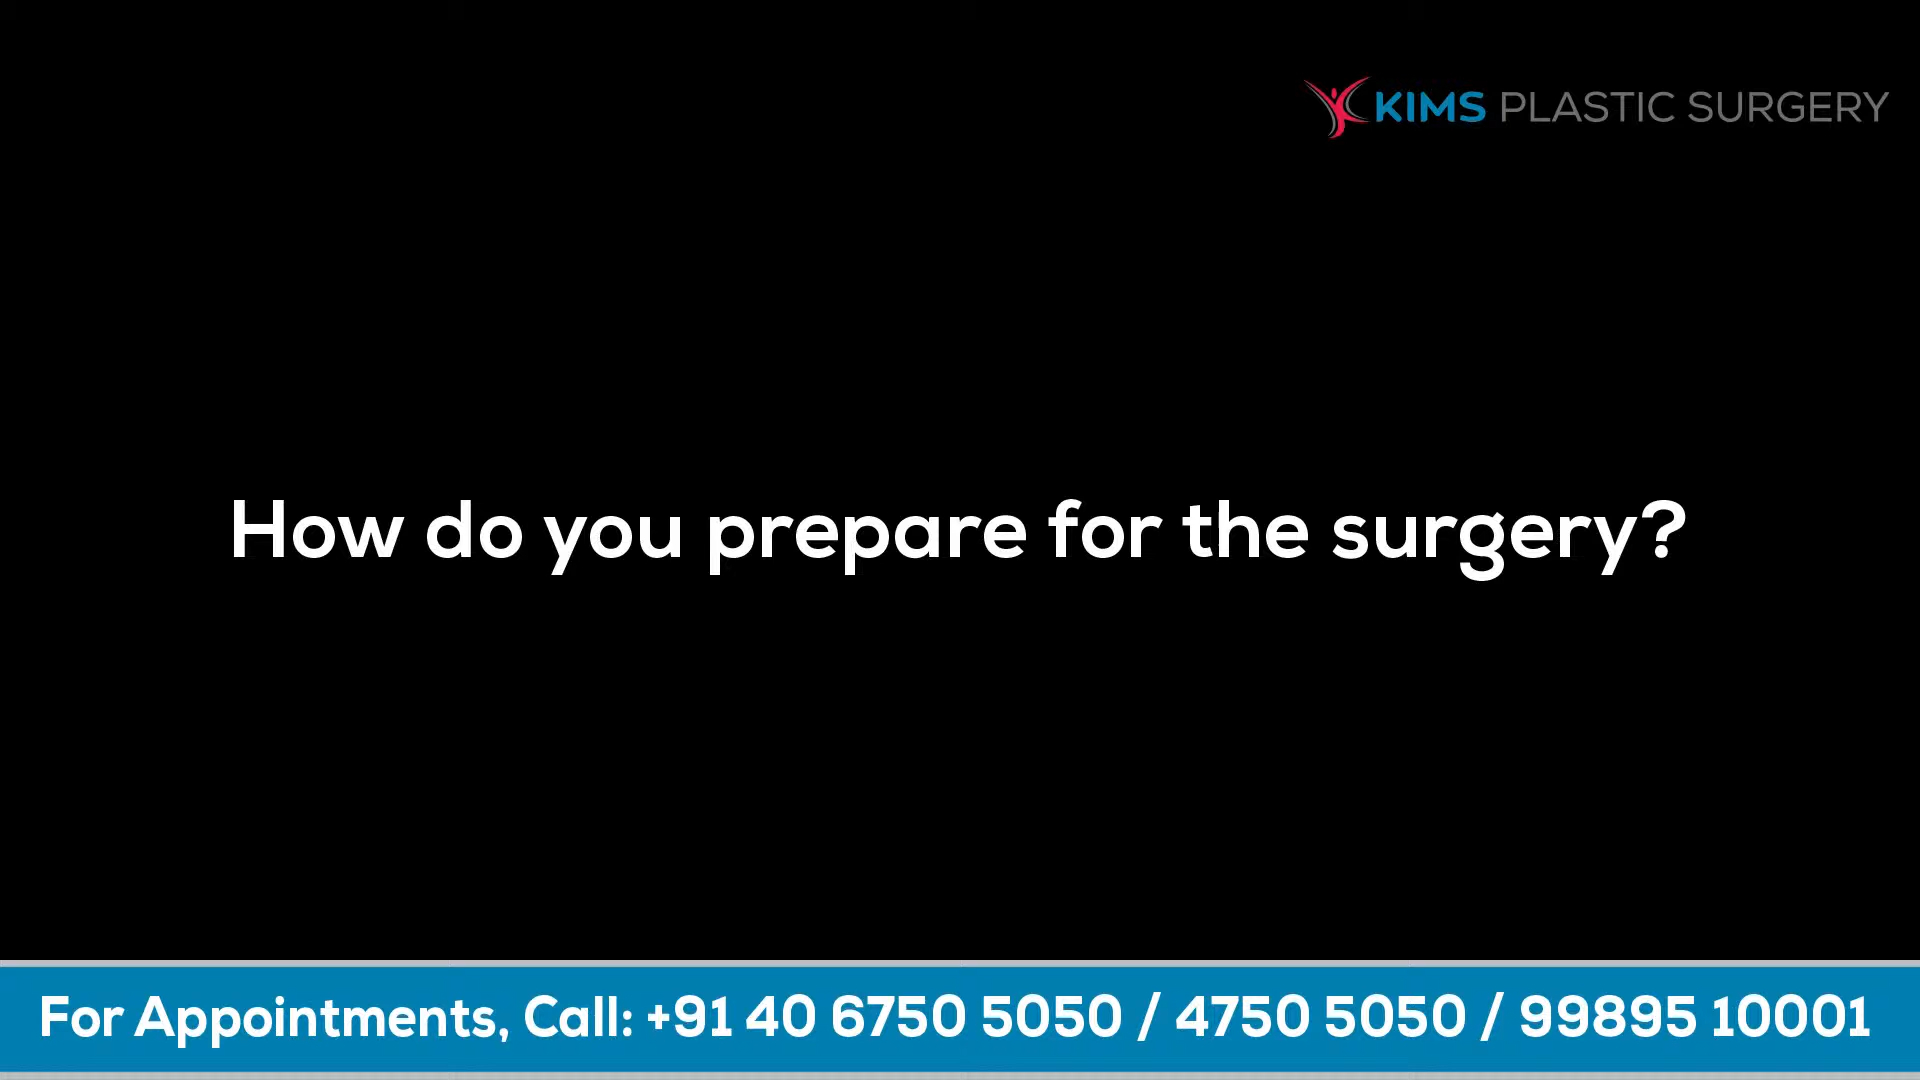 KIMS PLASTIC SURGERY
How do you prepare for the surgery?
For Appointments, Call: +91 40 6750 5050 / 4750 5050 / 99895 10001